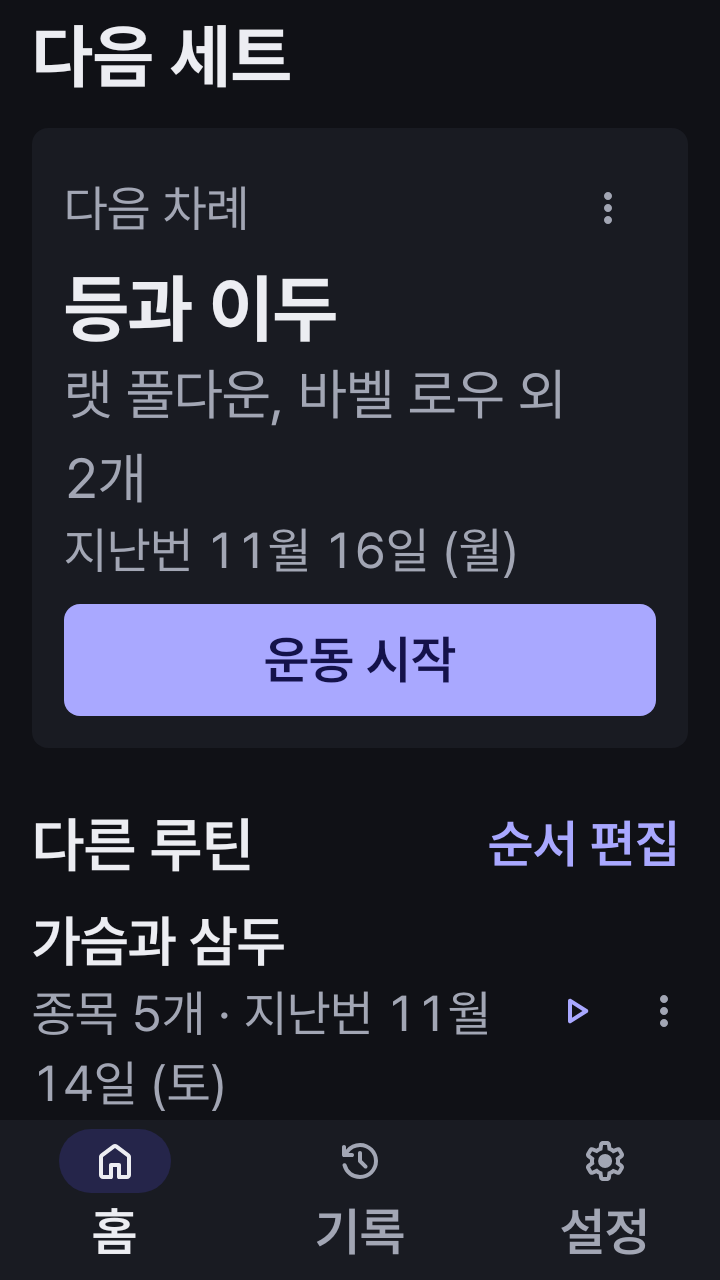 다음 세트
다음 차례
등과 이두
랫 풀다운, 바벨 로우 외
2개
지난번 11월 16일 (월)
운동 시작
다른 루틴
순서 편집
가슴과 삼두
종목 5개 · 지난번 11월
14일 (토)
홈
기록
설정